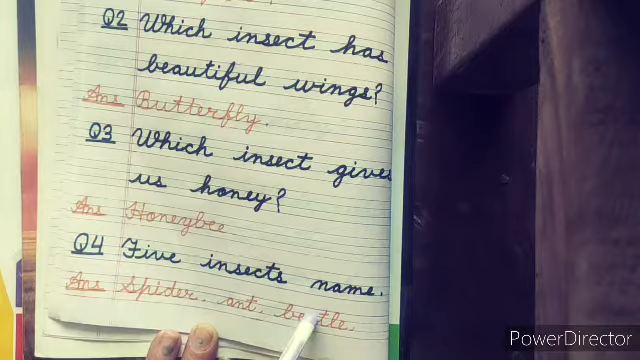 Q2 Which insect has
beautiful wings?
Ans Butterfly.
Q3 Which insect gives
us honey?
Ans Honeybee
Q4 Five insects name.
Ans Spider, ant, beetle.
PowerDirector